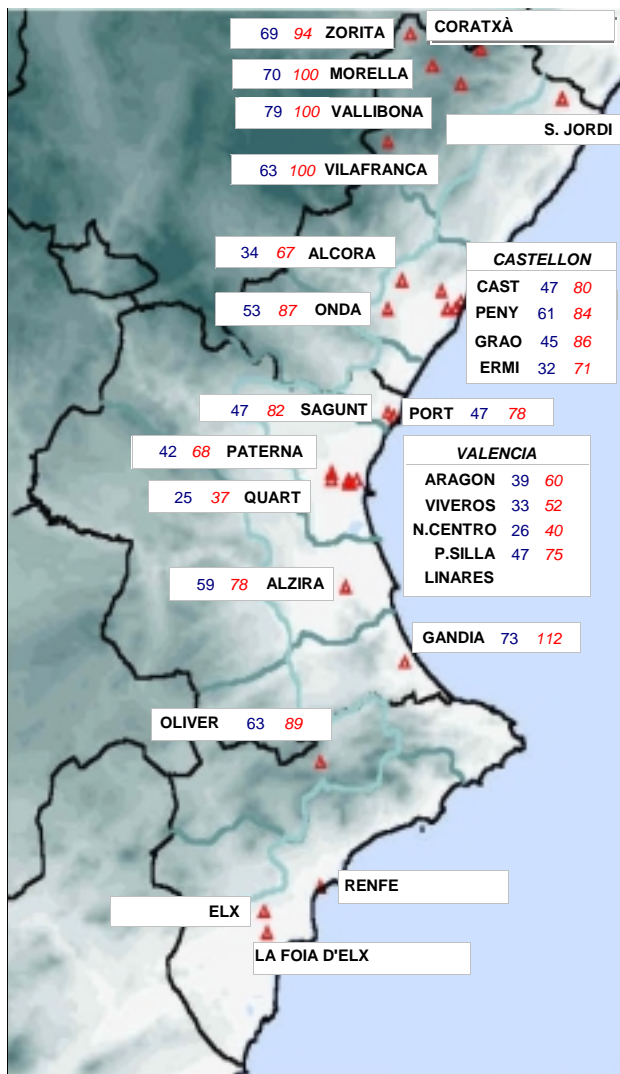 69 94 ZORITA
CORATXÀ
70 100 MORELLA
79 100 VALLIBONA
S. JORDI
63 100 VILAFRANCA
34 67 ALCORA
53 87 ONDA
CASTELLON
CAST 47 80
PENY 61 84
GRAO 45 86
ERMI 32 71
47 82 SAGUNT
PORT 47 78
42 68 PATERNA
25 37 QUART
VALENCIA
ARAGON 39 60
VIVEROS 33 52
N.CENTRO 26 40
P.SILLA 47 75
LINARES
59 78 ALZIRA
GANDIA 73 112
OLIVER 63 89
RENFE
ELX
LA FOIA D'ELX